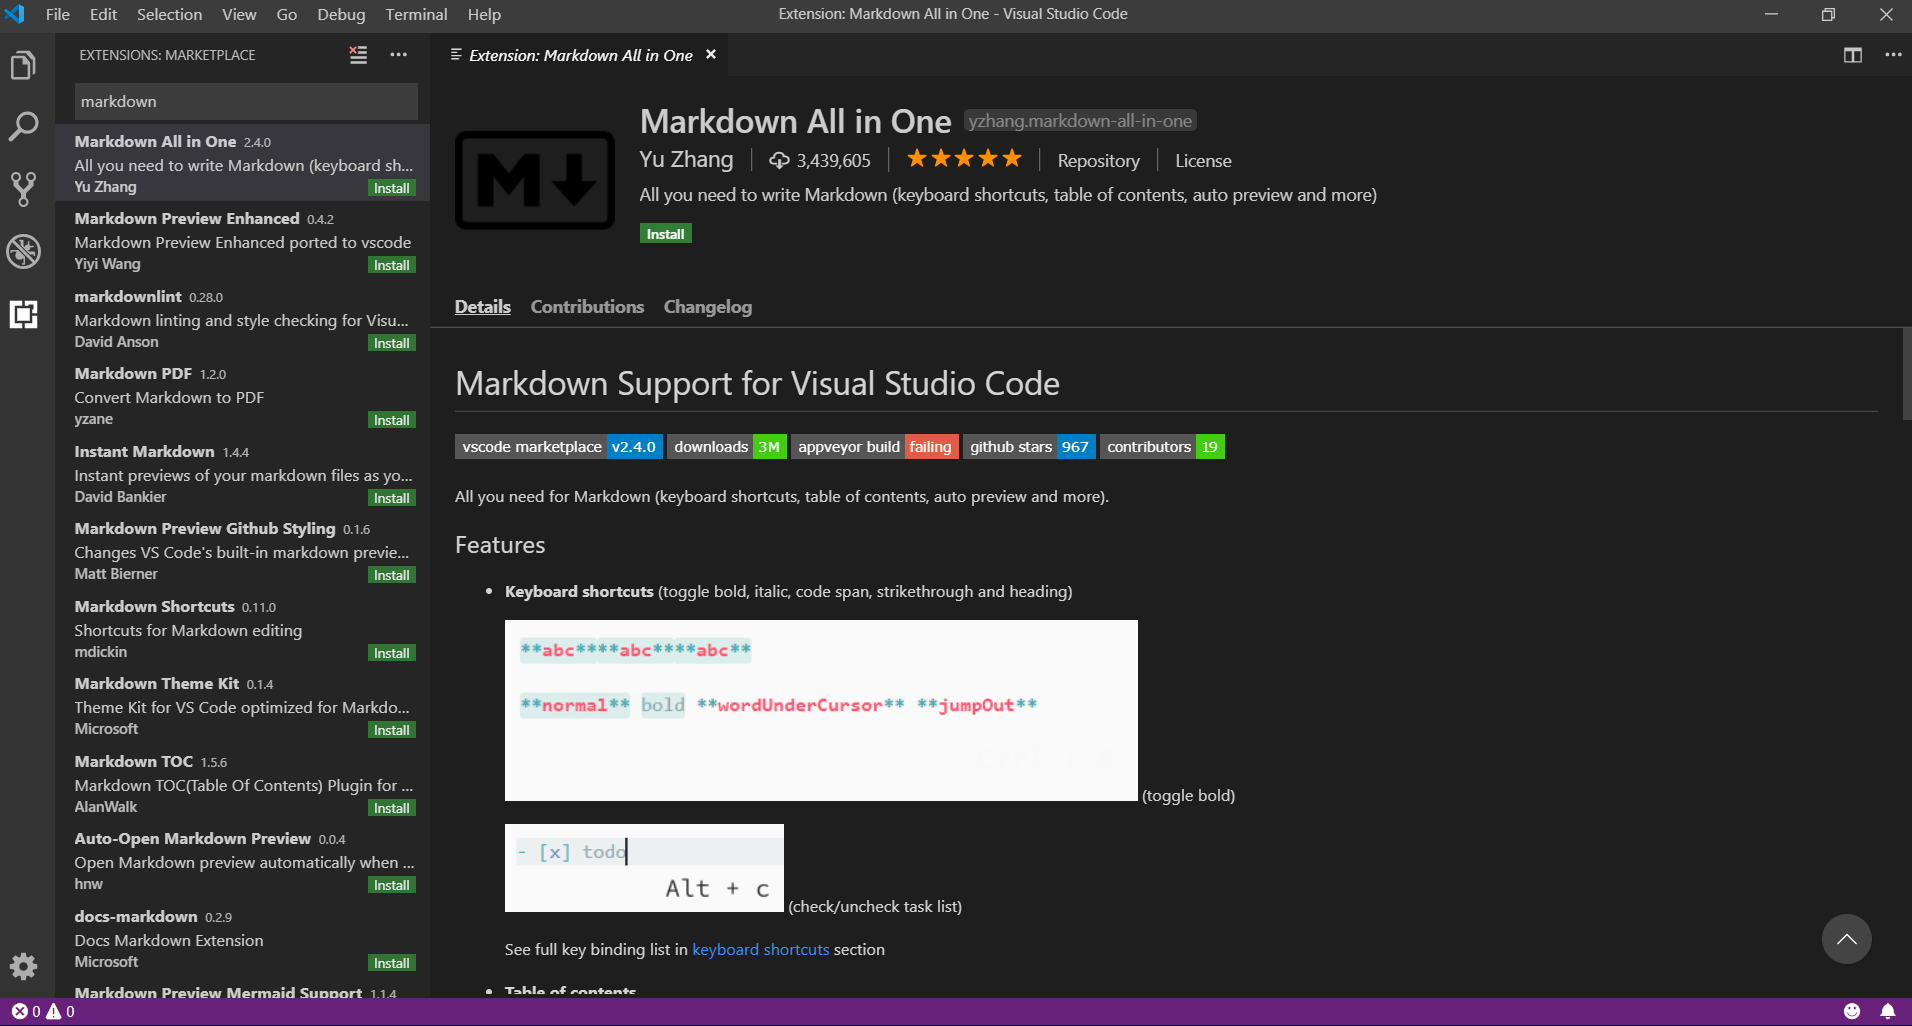 File Edit Selection View Go Debug Terminal Help
Extension: Markdown All in One - Visual Studio Code
EXTENSIONS: MARKETPLACE
markdown
Markdown All in One 2.4.0
All you need to write Markdown (keyboard sh...
Yu Zhang Install
Markdown Preview Enhanced 0.4.2
Markdown Preview Enhanced ported to vscode
Yiyi Wang Install
markdownlint 0.28.0
Markdown linting and style checking for Visu...
David Anson Install
Markdown PDF 1.2.0
Convert Markdown to PDF
yzane Install
Instant Markdown 1.4.4
Instant previews of your markdown files as yo...
David Bankier Install
Markdown Preview Github Styling 0.1.6
Changes VS Code's built-in markdown previe...
Matt Bierner Install
Markdown Shortcuts 0.11.0
Shortcuts for Markdown editing
mdickin Install
Markdown Theme Kit 0.1.4
Theme Kit for VS Code optimized for Markdo...
Microsoft Install
Markdown TOC 1.5.6
Markdown TOC(Table Of Contents) Plugin for ...
AlanWalk Install
Auto-Open Markdown Preview 0.0.4
Open Markdown preview automatically when ...
hnw Install
docs-markdown 0.2.9
Docs Markdown Extension
Microsoft Install
Markdown Preview Mermaid Support 1.1.4
Extension: Markdown All in One
M
Markdown All in One yzhang.markdown-all-in-one
Yu Zhang 3,439,605 Repository License
All you need to write Markdown (keyboard shortcuts, table of contents, auto preview and more)
Install
Details Contributions Changelog
Markdown Support for Visual Studio Code
vscode marketplace v2.4.0 downloads 3M appveyor build failing github stars 967 contributors 19
All you need for Markdown (keyboard shortcuts, table of contents, auto preview and more).
Features
• Keyboard shortcuts (toggle bold, italic, code span, strikethrough and heading)
**abc****abc****abc**
**normal** bold **wordUnderCursor** **jumpOut**
(toggle bold)
- [x] todo
Alt + c
(check/uncheck task list)
See full key binding list in keyboard shortcuts section
• Table of contents
0 0